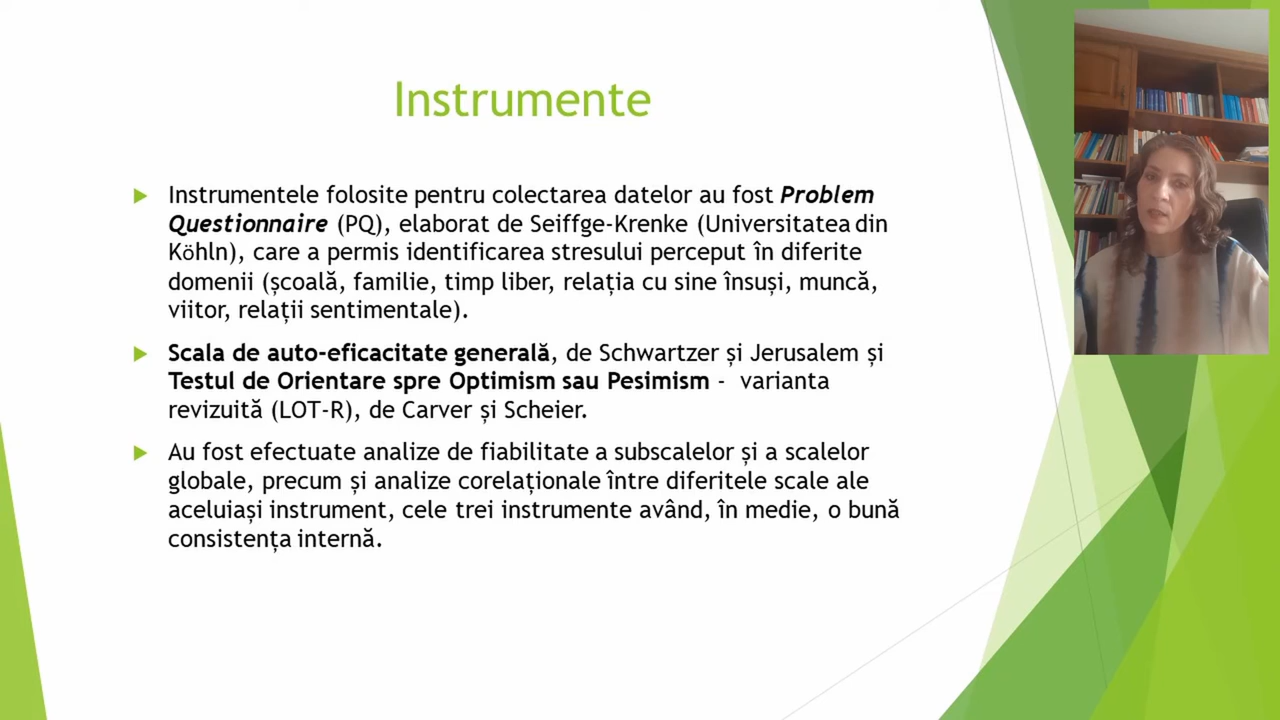 Instrumente
Instrumentele folosite pentru colectarea datelor au fost Problem
Questionnaire (PQ), elaborat de Seiffge-Krenke (Universitatea din
Köhln), care a permis identificarea stresului perceput în diferite
domenii (școală, familie, timp liber, relația cu sine însuși, muncă,
viitor, relații sentimentale).
Scala de auto-eficacitate generală, de Schwartzer și Jerusalem și
Testul de Orientare spre Optimism sau Pesimism - varianta
revizuită (LOT-R), de Carver și Scheier.
Au fost efectuate analize de fiabilitate a subscalelor și a scalelor
globale, precum și analize corelaționale între diferitele scale ale
aceluiași instrument, cele trei instrumente având, în medie, o bună
consistența internă.